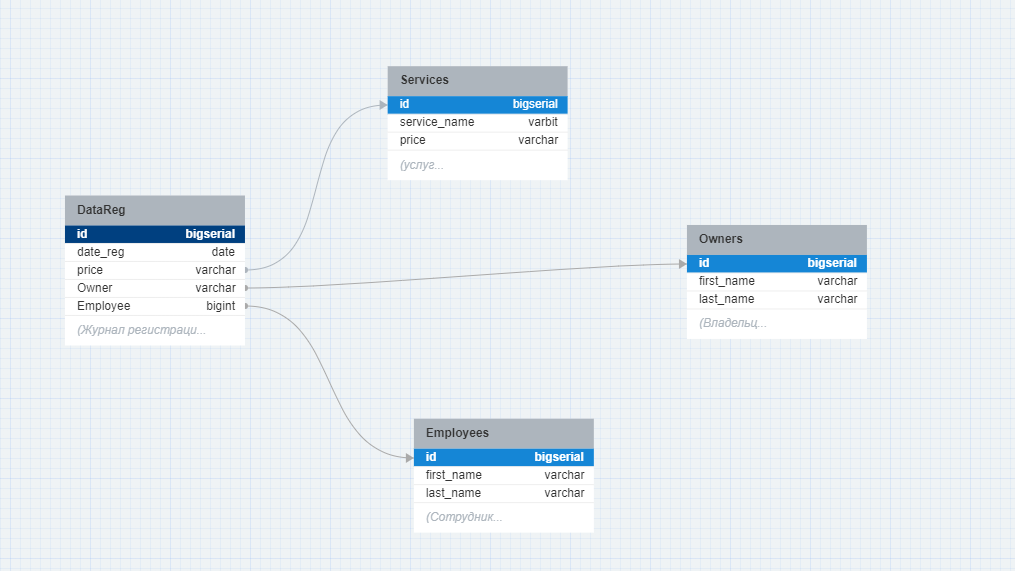 Services
id bigserial
service_name varbit
price varchar
(услуг...
DataReg
id bigserial
date_reg date
price varchar
Owner varchar
Employee bigint
(Журнал регистраци...
Owners
id bigserial
first_name varchar
last_name varchar
(Владельц...
Employees
id bigserial
first_name varchar
last_name varchar
(Сотрудник...